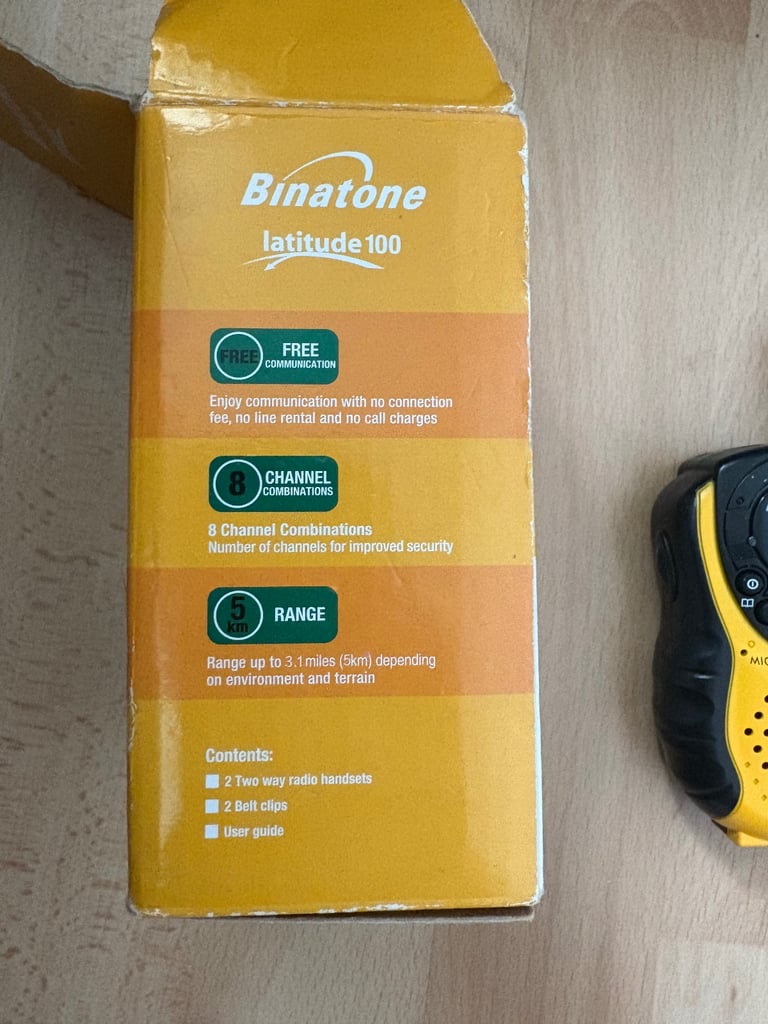 Binatone
latitude 100
FREE
FREE
COMMUNICATION
Enjoy communication with no connection
fee, no line rental and no call charges
8
CHANNEL
COMBINATIONS
8 Channel Combinations
Number of channels for improved security
5
km
RANGE
Range up to 3.1 miles (5km) depending
on environment and terrain
Contents:
2 Two way radio handsets
2 Belt clips
User guide
MIC